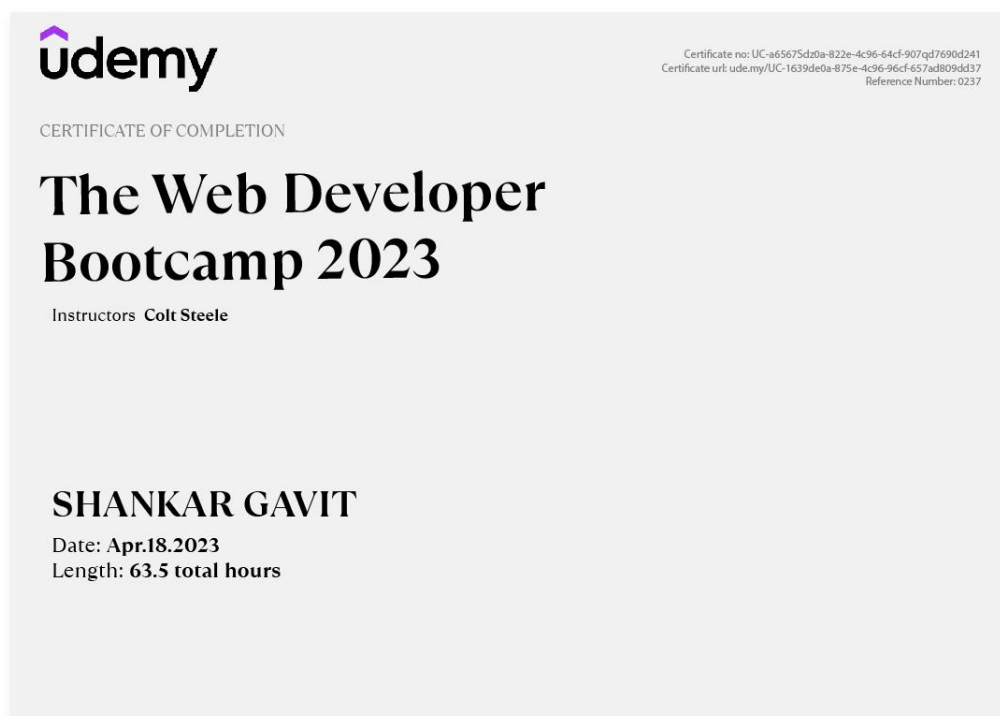 udemy
Certificate no: UC-a65675dz0a-822e-4c96-64cf-907qd7690d241
Certificate url: ude.my/UC-1639de0a-875e-4c96-96cf-657ad809dd37
Reference Number: 0237
CERTIFICATE OF COMPLETION
The Web Developer
Bootcamp 2023
Instructors Colt Steele
SHANKAR GAVIT
Date: Apr.18.2023
Length: 63.5 total hours